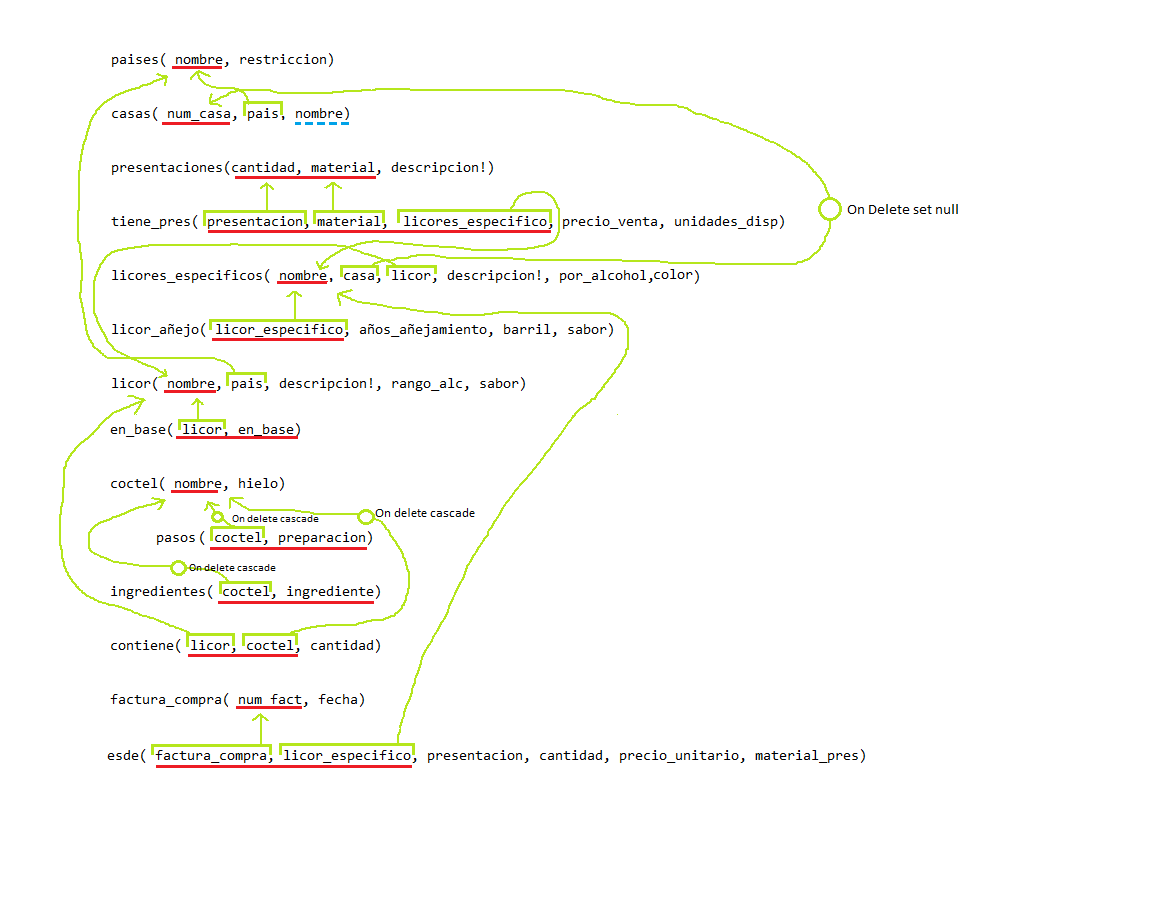 paises( nombre, restriccion)
casas( num_casa, pais, nombre)
presentaciones(cantidad, material, descripcion!)
tiene_pres( presentacion, material, licores_especifico, precio_venta, unidades_disp)
On Delete set null
licores_especificos( nombre, casa, licor, descripcion!, por_alcohol,color)
licor_añejo( licor_especifico, años_añejamiento, barril, sabor)
licor( nombre, pais, descripcion!, rango_alc, sabor)
en_base( licor, en_base)
coctel( nombre, hielo)
On delete cascade
On delete cascade
pasos( coctel, preparacion)
On delete cascade
ingredientes( coctel, ingrediente)
contiene( licor, coctel, cantidad)
factura_compra( num_fact, fecha)
esde( factura_compra, licor_especifico, presentacion, cantidad, precio_unitario, material_pres)